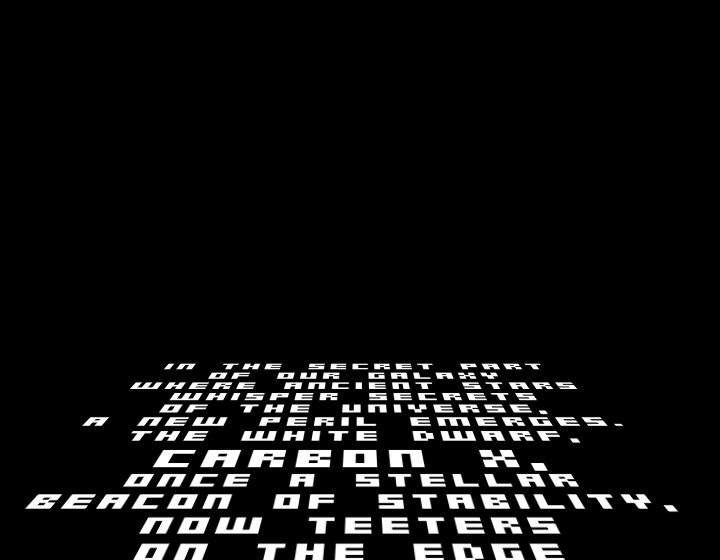 IN THE SECRET PART
OF OUR GALAXY
WHERE ANCIENT STARS
WHISPER SECRETS
OF THE UNIVERSE.
A NEW PERIL EMERGES.
THE WHITE DWARF,
CARBON X,
ONCE A STELLAR
BEACON OF STABILITY,
NOW TEETERS
ON THE EDGE